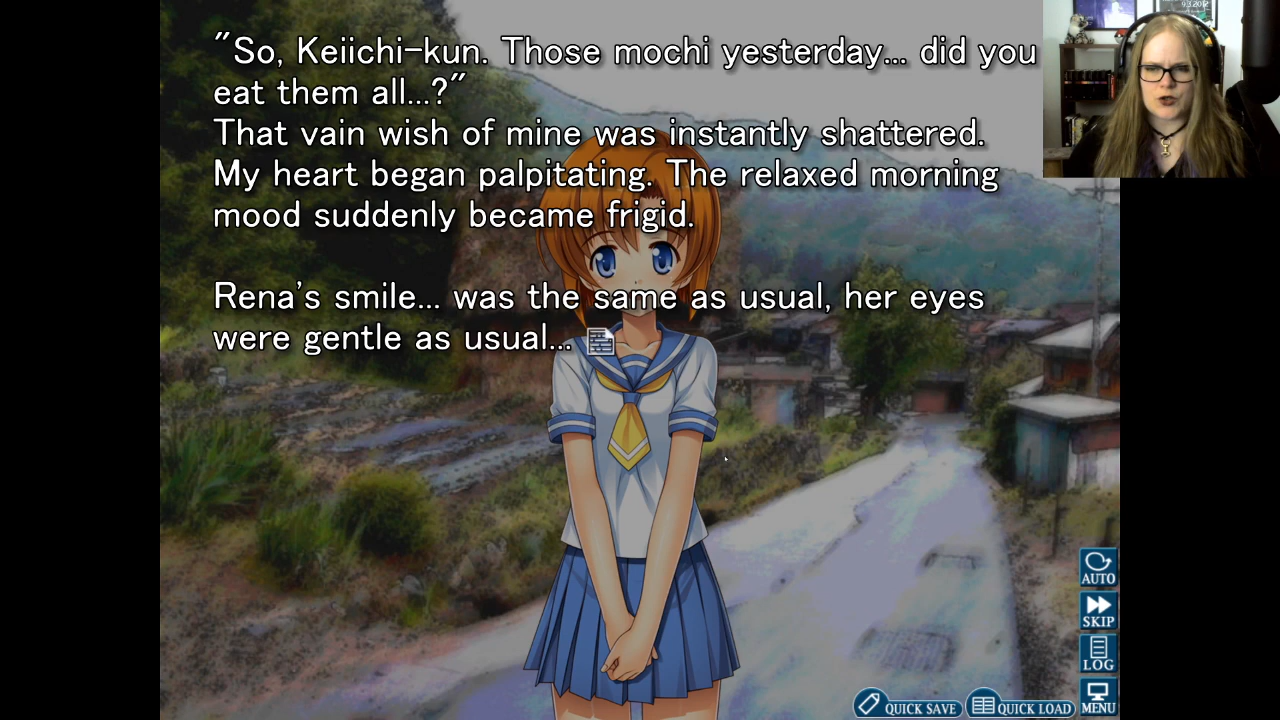 "So, Keiichi-kun. Those mochi yesterday... did you
eat them all...?"
That vain wish of mine was instantly shattered.
My heart began palpitating. The relaxed morning
mood suddenly became frigid.
Rena's smile... was the same as usual, her eyes
were gentle as usual...
AUTO
SKIP
LOG
MENU
QUICK SAVE
QUICK LOAD